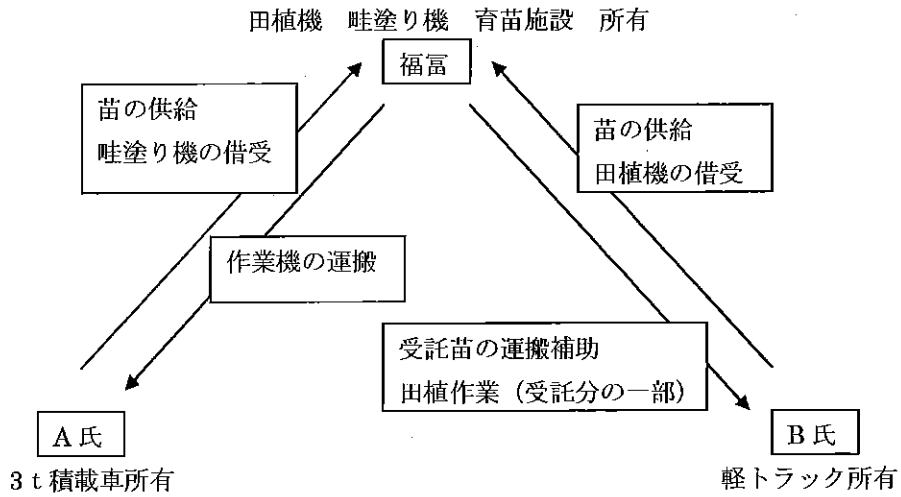 田植機　畦塗り機　育苗施設　所有
福冨
苗の供給
畦塗り機の借受
苗の供給
田植機の借受
作業機の運搬
受託苗の運搬補助
田植作業（受託分の一部）
A氏
3ｔ積載車所有
B氏
軽トラック所有